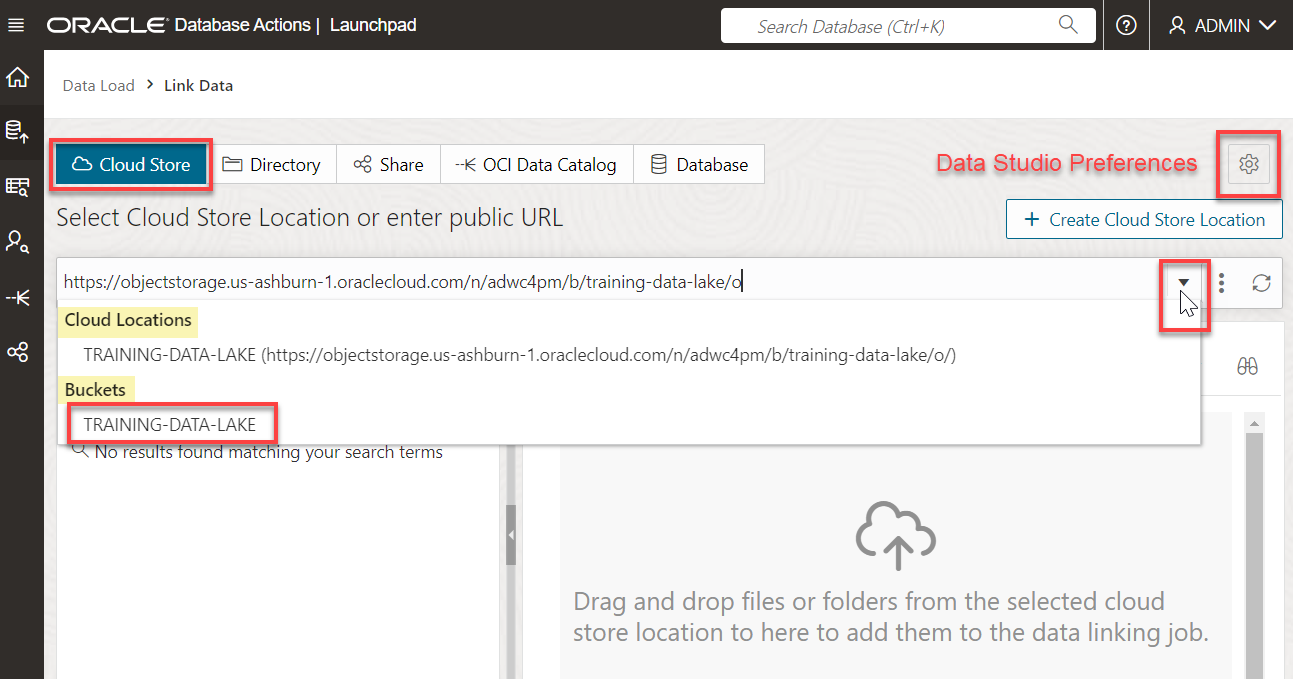 ORACLE Database Actions | Launchpad
Search Database (Ctrl+K)
ADMIN
Data Load > Link Data
Cloud Store
Directory
Share
OCI Data Catalog
Database
Data Studio Preferences
Select Cloud Store Location or enter public URL
+ Create Cloud Store Location
https://objectstorage.us-ashburn-1.oraclecloud.com/n/adwc4pm/b/training-data-lake/o
Cloud Locations
TRAINING-DATA-LAKE (https://objectstorage.us-ashburn-1.oraclecloud.com/n/adwc4pm/b/training-data-lake/o/)
Buckets
TRAINING-DATA-LAKE
No results found matching your search terms
Drag and drop files or folders from the selected cloud
store location to here to add them to the data linking job.